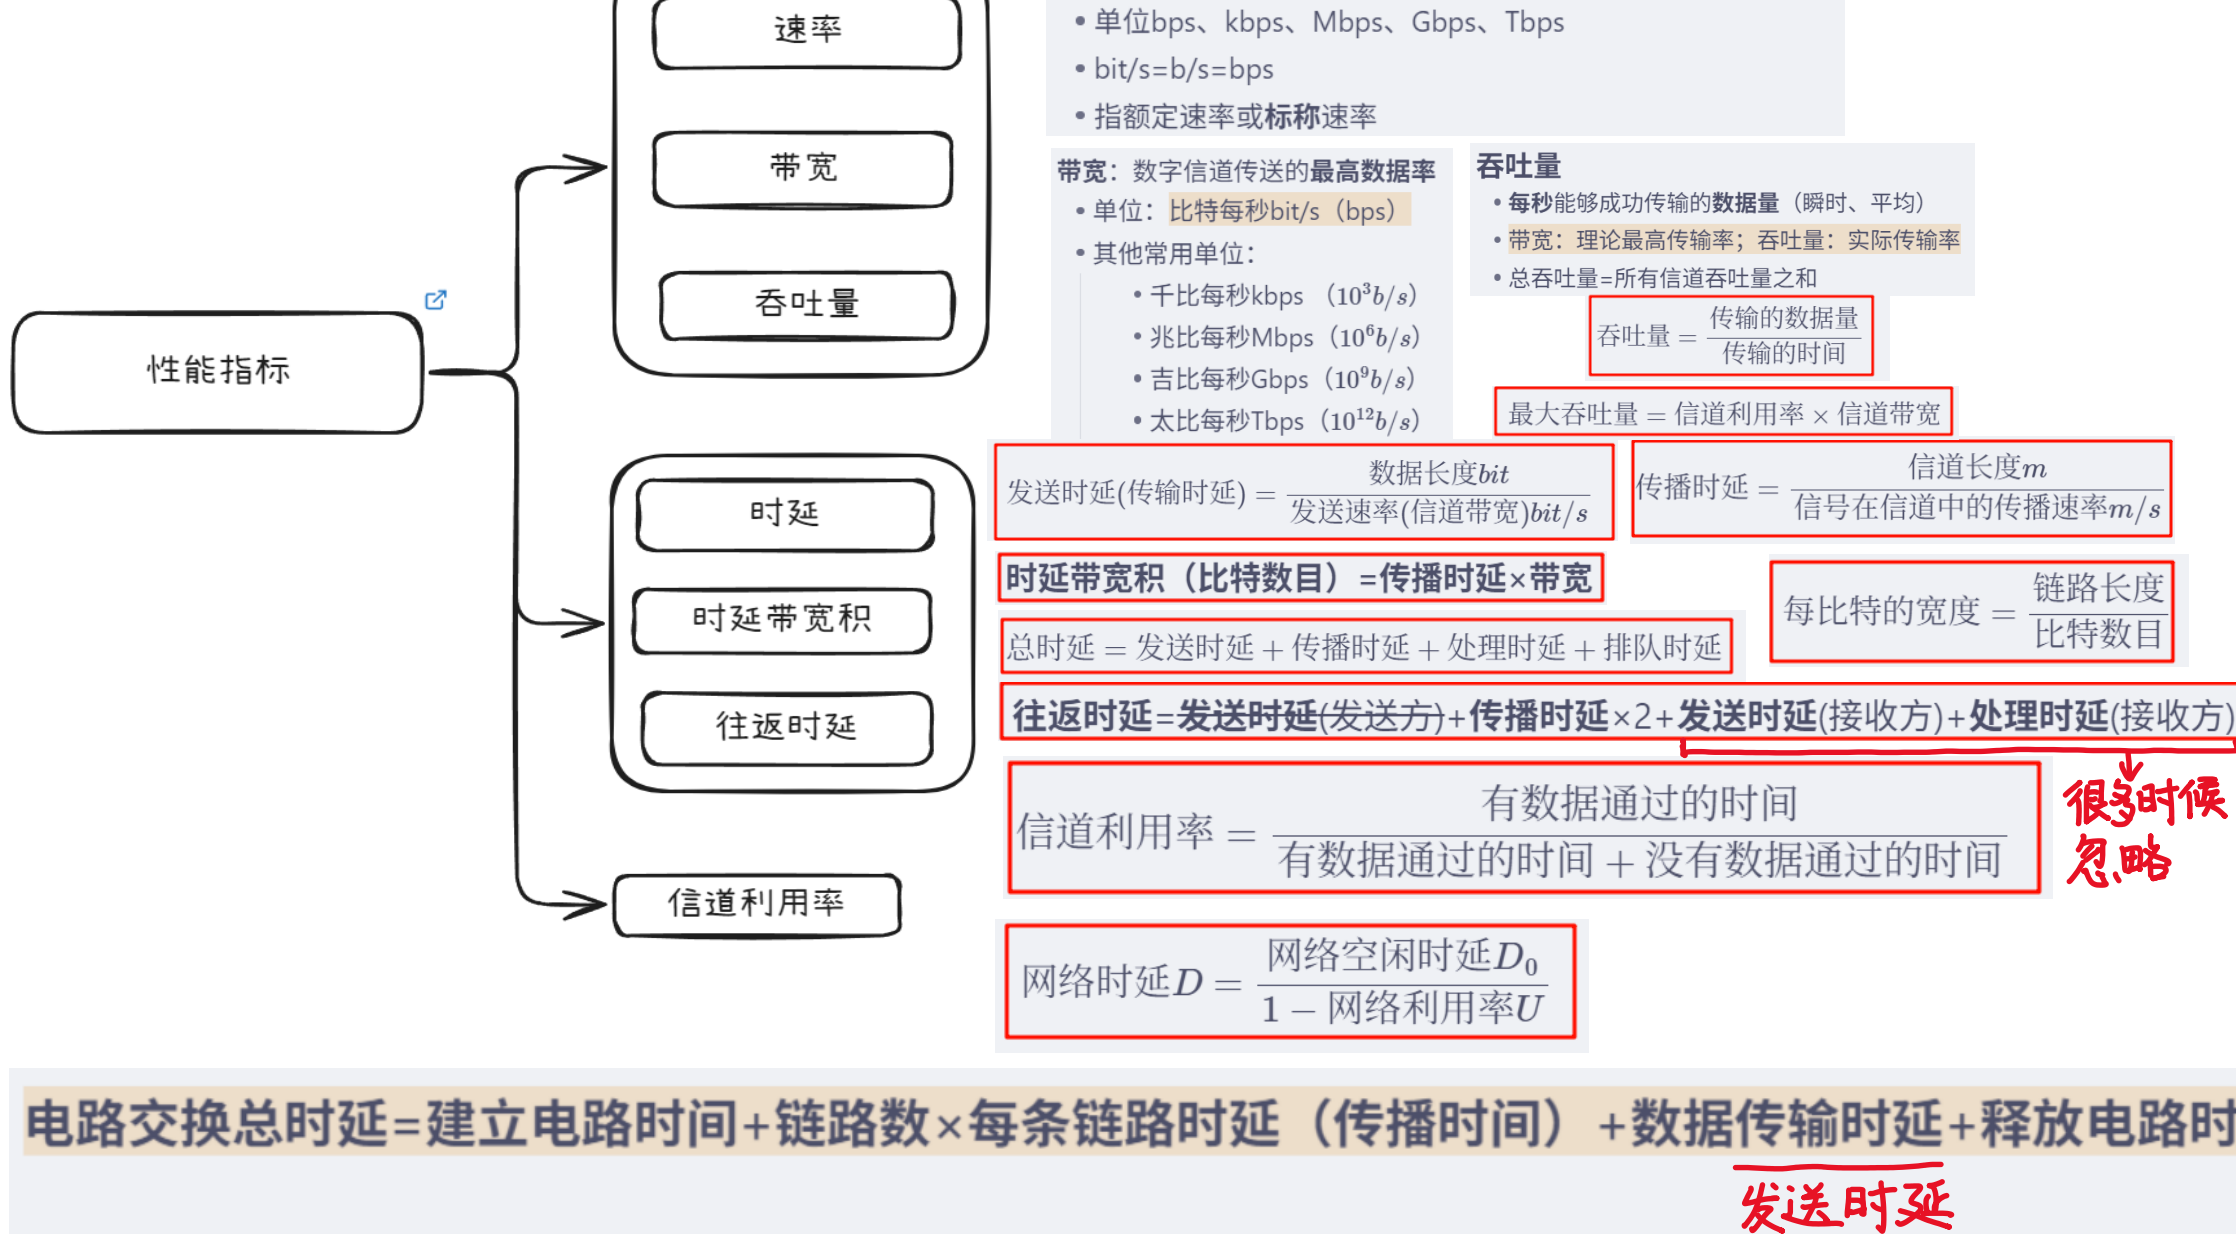 速率
带宽
吞吐量
性能指标
时延
时延带宽积
往返时延
信道利用率
• 单位bps、kbps、Mbps、Gbps、Tbps
• bit/s=b/s=bps
• 指额定速率或标称速率
带宽：数字信道传送的最高数据率
• 单位：比特每秒bit/s（bps）
• 其他常用单位：
• 千比每秒kbps （10³b/s）
• 兆比每秒Mbps（10⁶b/s）
• 吉比每秒Gbps（10⁹b/s）
• 太比每秒Tbps（10¹²b/s）
吞吐量
• 每秒能够成功传输的数据量（瞬时、平均）
• 带宽：理论最高传输率；吞吐量：实际传输率
• 总吞吐量=所有信道吞吐量之和
吞吐量 = 传输的数据量
传输的时间
最大吞吐量 = 信道利用率 × 信道带宽
发送时延(传输时延) = 数据长度bit
发送速率(信道带宽)bit/s
传播时延 = 信道长度m
信号在信道中的传播速率m/s
时延带宽积（比特数目）=传播时延×带宽
每比特的宽度 = 链路长度
比特数目
总时延 = 发送时延 + 传播时延 + 处理时延 + 排队时延
往返时延=发送时延(发送方)+传播时延×2+发送时延(接收方)+处理时延(接收方)
很多时候
忽略
信道利用率 = 有数据通过的时间
有数据通过的时间 + 没有数据通过的时间
网络时延D = 网络空闲时延D₀
1 − 网络利用率U
电路交换总时延=建立电路时间+链路数×每条链路时延（传播时间）+数据传输时延+释放电路时
发送时延